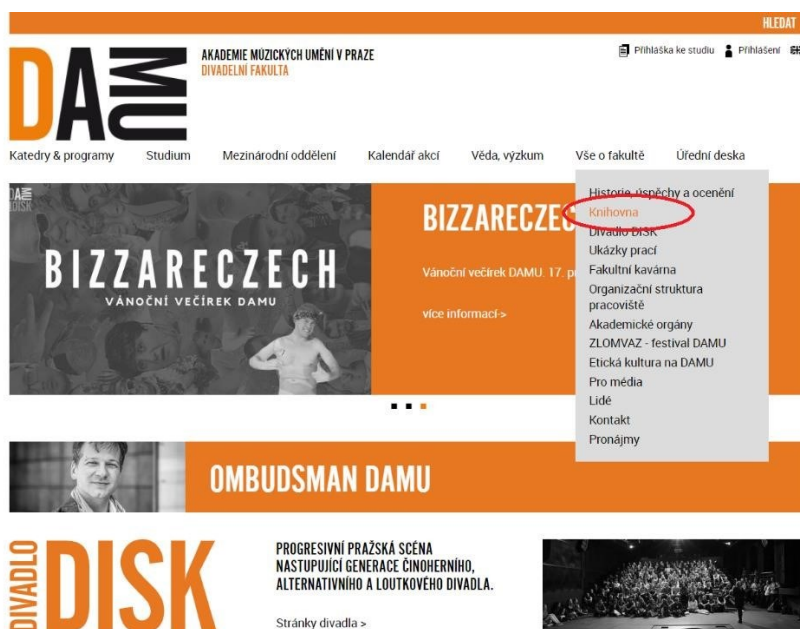 HLEDAT
DAMU
AKADEMIE MÚZICKÝCH UMĚNÍ V PRAZE
DIVADELNÍ FAKULTA
Přihláška ke studiu
Přihlášení
Katedry & programy
Studium
Mezinárodní oddělení
Kalendář akcí
Věda, výzkum
Vše o fakultě
Úřední deska
Historie, úspěchy a ocenění
Knihovna
Divadlo DISK
Ukázky prací
Fakultní kavárna
Organizační struktura
pracoviště
Akademické orgány
ZLOMVAZ - festival DAMU
Etická kultura na DAMU
Pro média
Lidé
Kontakt
Pronájmy
DAMU
DISK
BIZZARECZECH
VÁNOČNÍ VEČÍREK DAMU
BIZZARECZEC
Vánoční večírek DAMU. 17. p
více informací->
OMBUDSMAN DAMU
DIVADLO
DISK
PROGRESIVNÍ PRAŽSKÁ SCÉNA
NASTUPUJÍCÍ GENERACE ČINOHERNÍHO,
ALTERNATIVNÍHO A LOUTKOVÉHO DIVADLA.
Stránky divadla >